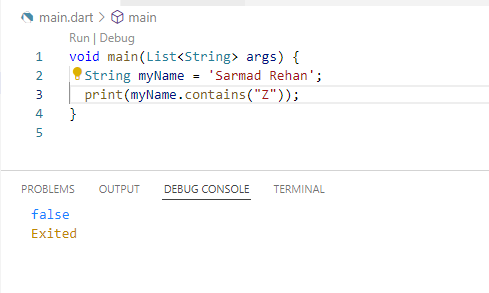 main.dart > main
Run | Debug
1 void main(List<String> args) {
2 String myName = 'Sarmad Rehan';
3 print(myName.contains("Z"));
4 }
5
PROBLEMS OUTPUT DEBUG CONSOLE TERMINAL
false
Exited